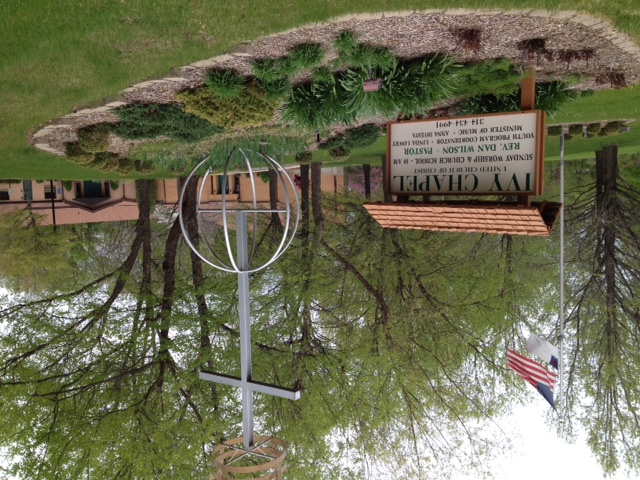 IVY CHAPEL
UNITED CHURCH OF CHRIST
SUNDAY WORSHIP & CHURCH SCHOOL, 10 AM
REV. DAN WILSON - PASTOR
MINISTER OF MUSIC - ANNA
YOUTH PROGRAM COORDINATOR - LINDA LOWRY
314-434-4991